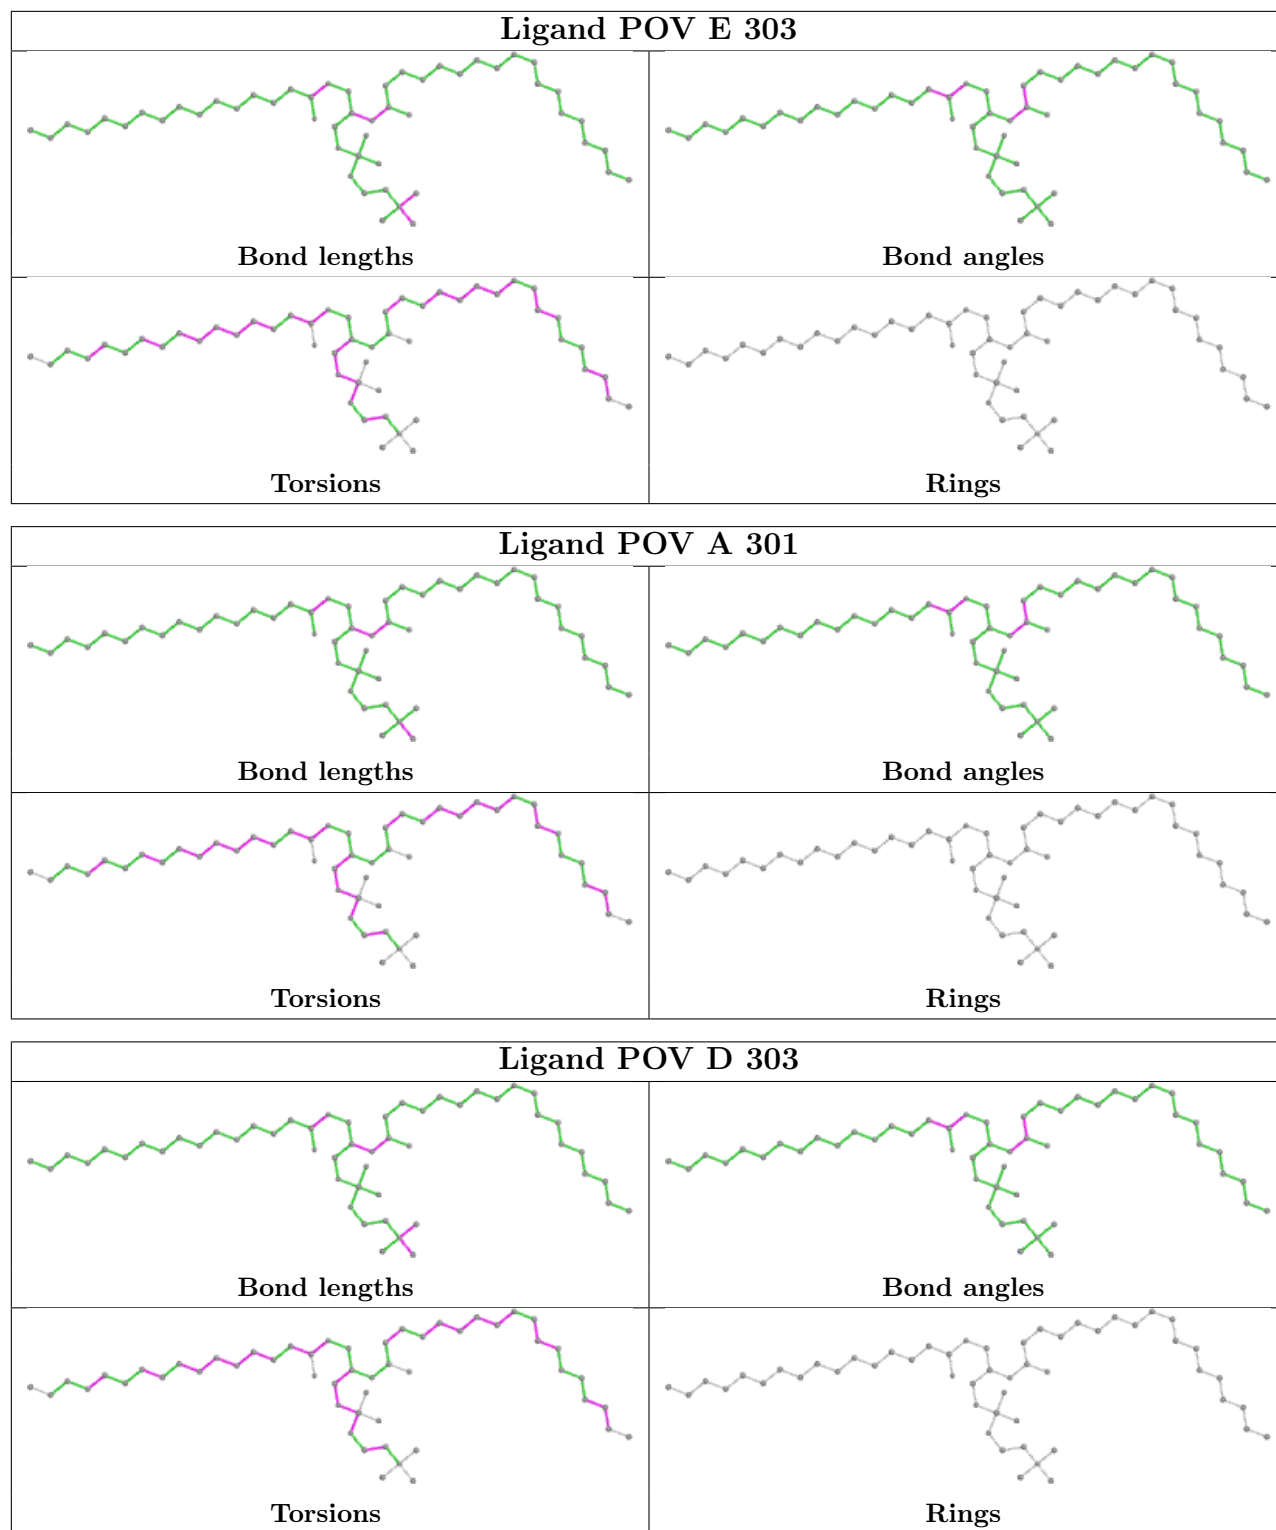 Ligand POV E 303
Bond lengths
Bond angles
Torsions
Rings
Ligand POV A 301
Bond lengths
Bond angles
Torsions
Rings
Ligand POV D 303
Bond lengths
Bond angles
Torsions
Rings